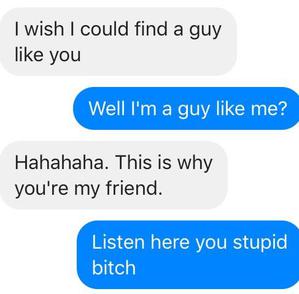 I wish I could find a guy
like you
Well I'm a guy like me?
Hahahaha. This is why
you're my friend.
Listen here you stupid
bitch